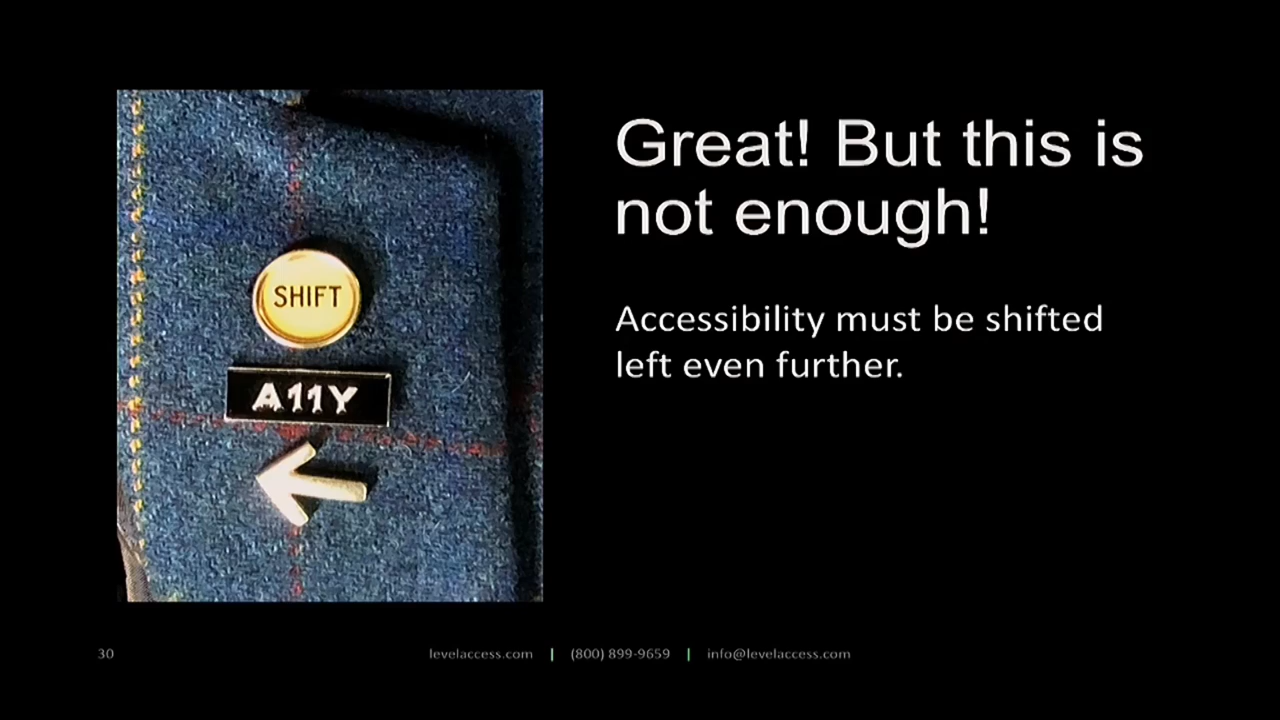 SHIFT
A11Y
Great! But this is
not enough!
Accessibility must be shifted
left even further.
30
levelaccess.com | (800) 899-9659 | info@levelaccess.com